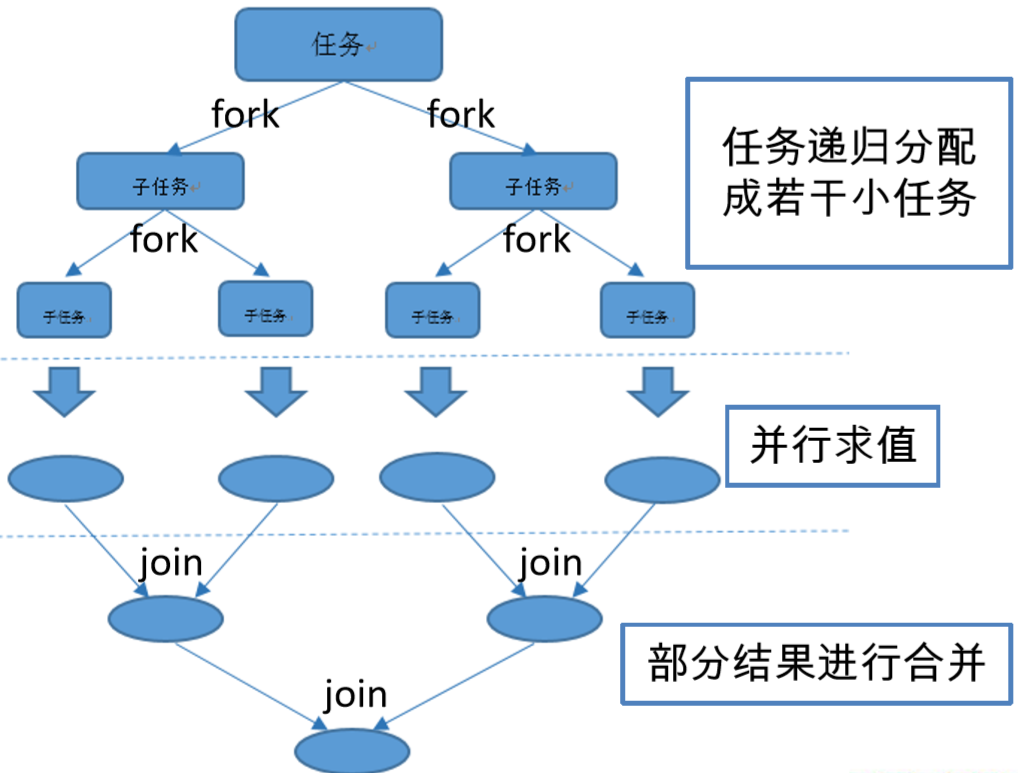 任务
fork
fork
子任务
子任务
任务递归分配
成若干小任务
fork
fork
子任务
子任务
子任务
子任务
并行求值
join
join
部分结果进行合并
join